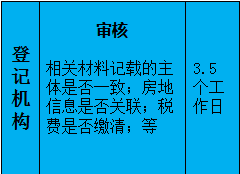 登记机构
审核
相关材料记载的主
体是否一致；房地
信息是否关联；税
费是否缴清；等
3.5
个工
作日